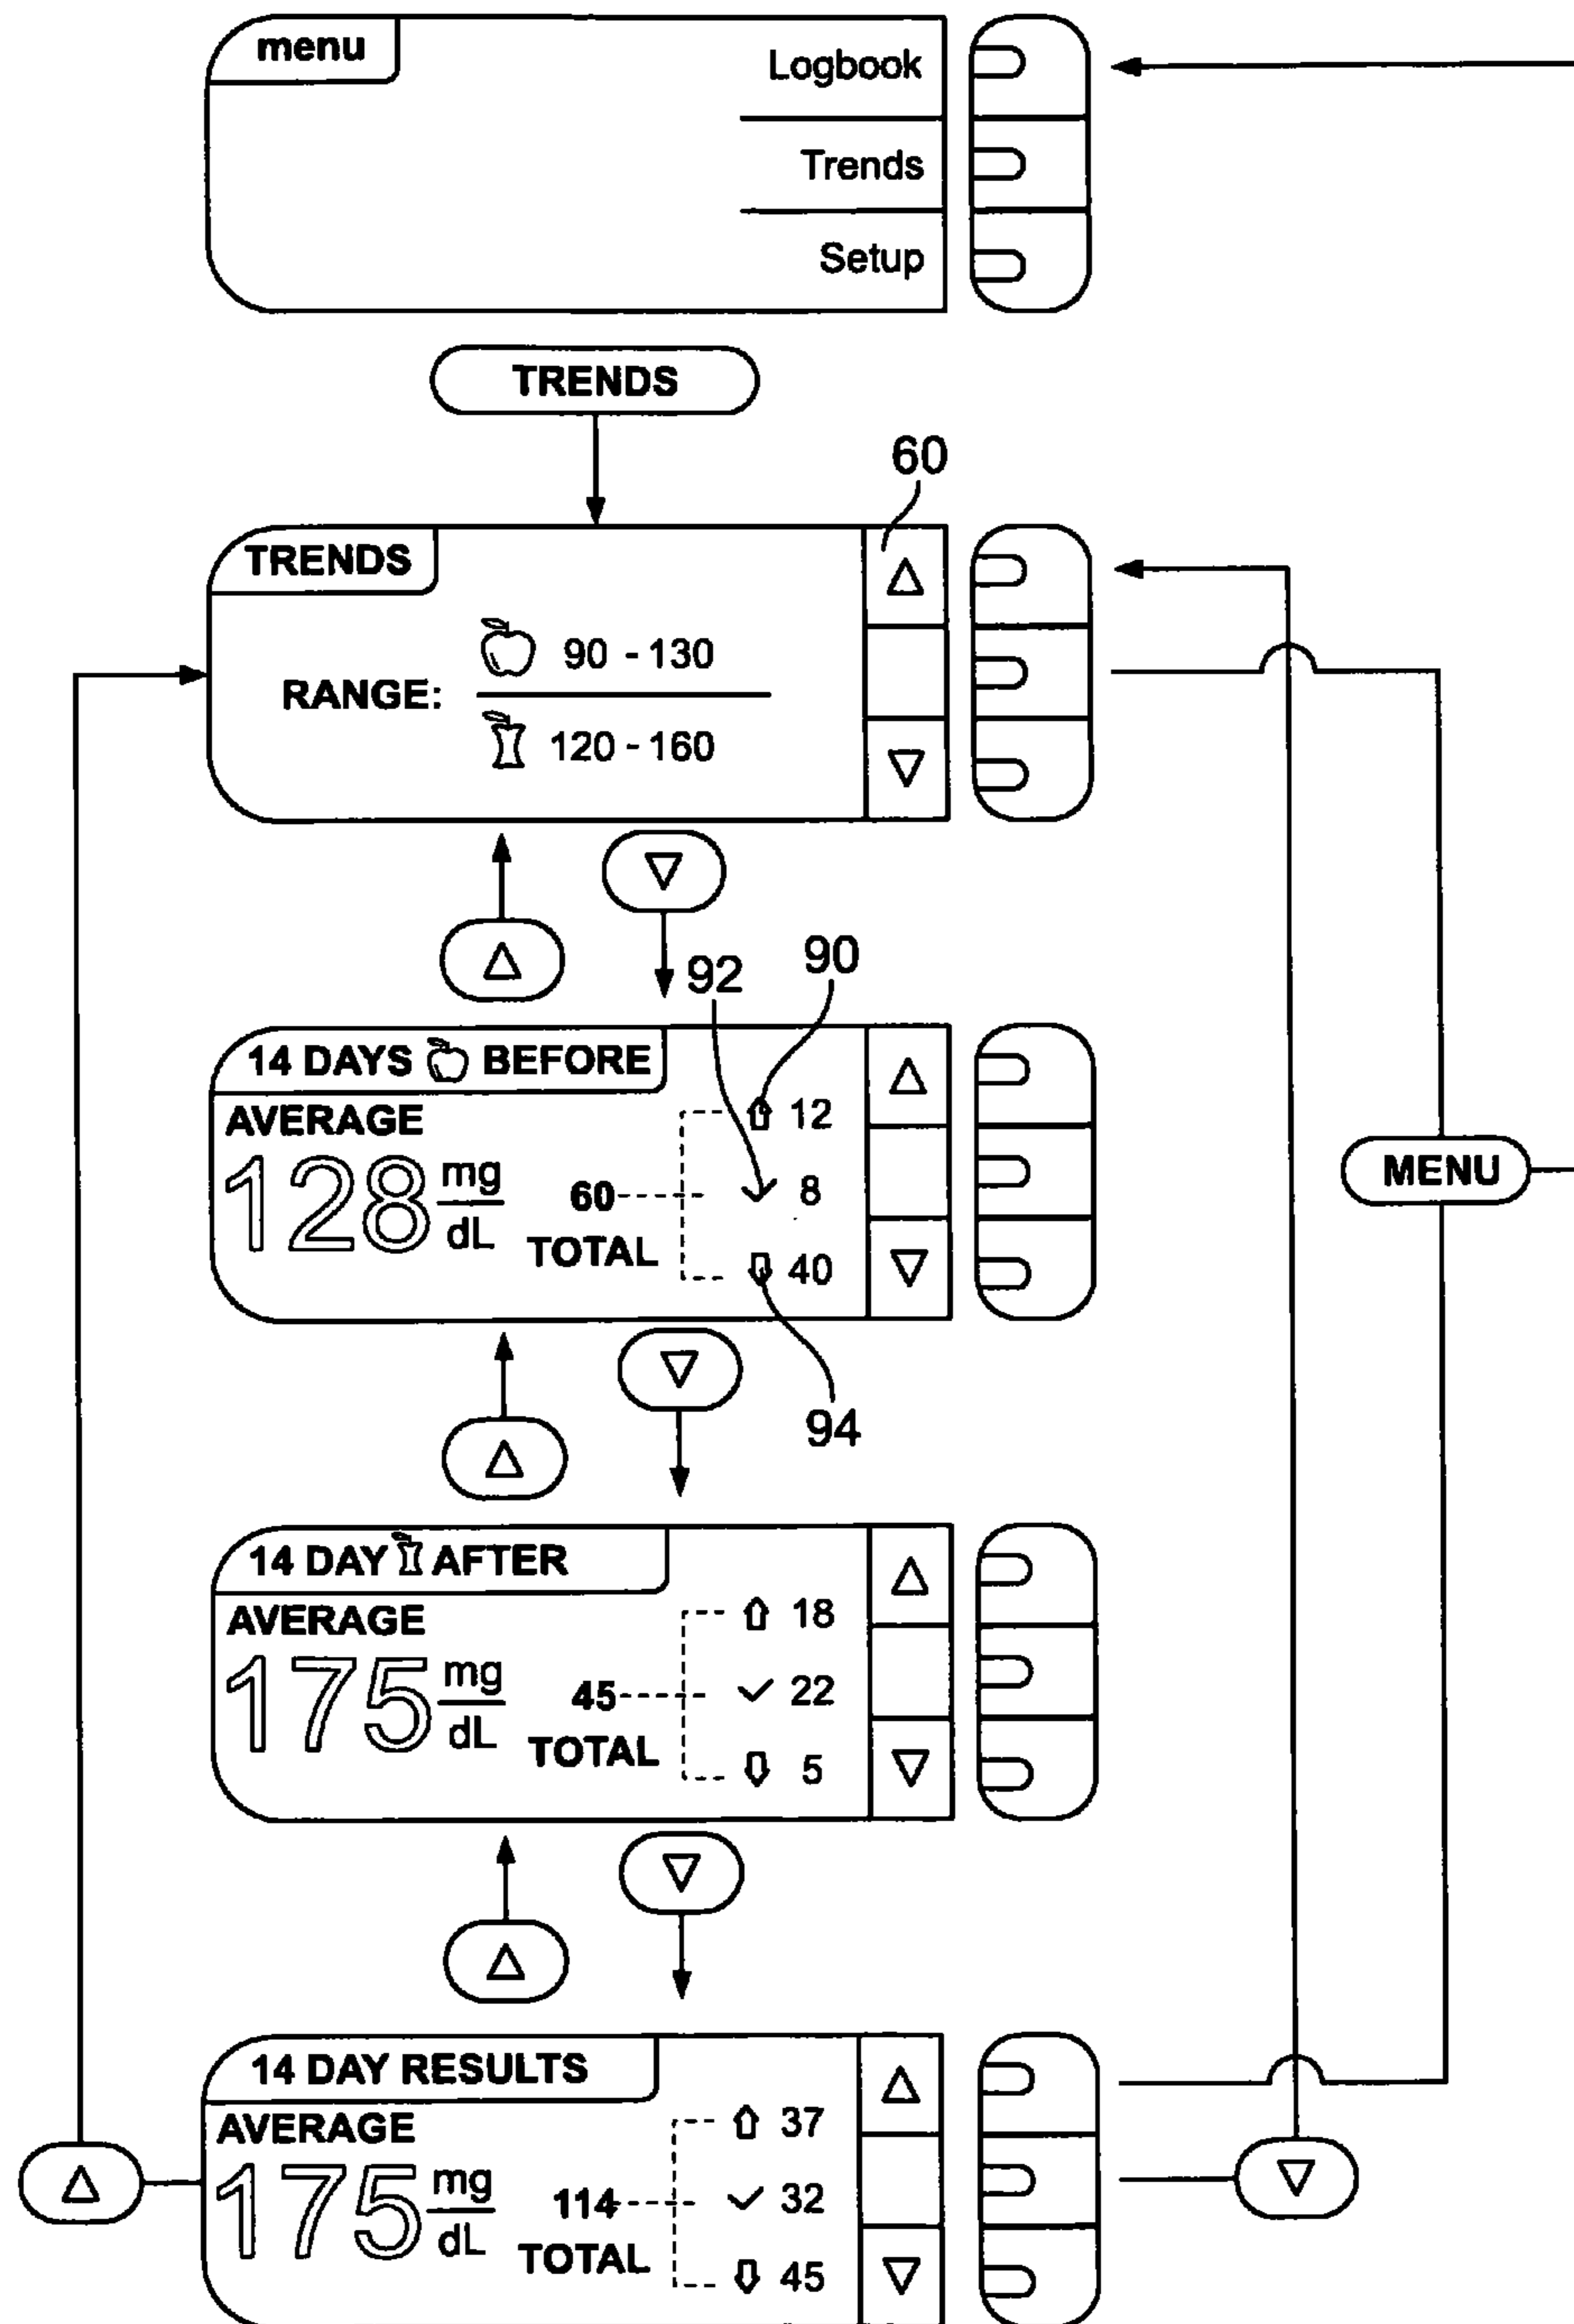 menu
Logbook
Trends
Setup
TRENDS
60
TRENDS
90 - 130
RANGE:
120 - 160
92 90
14 DAYS BEFORE
AVERAGE
128 mg
dL
60
TOTAL
12
8
40
94
MENU
14 DAY AFTER
AVERAGE
175 mg
dL
45
TOTAL
18
22
5
14 DAY RESULTS
AVERAGE
175 mg
dL
114
TOTAL
37
32
45